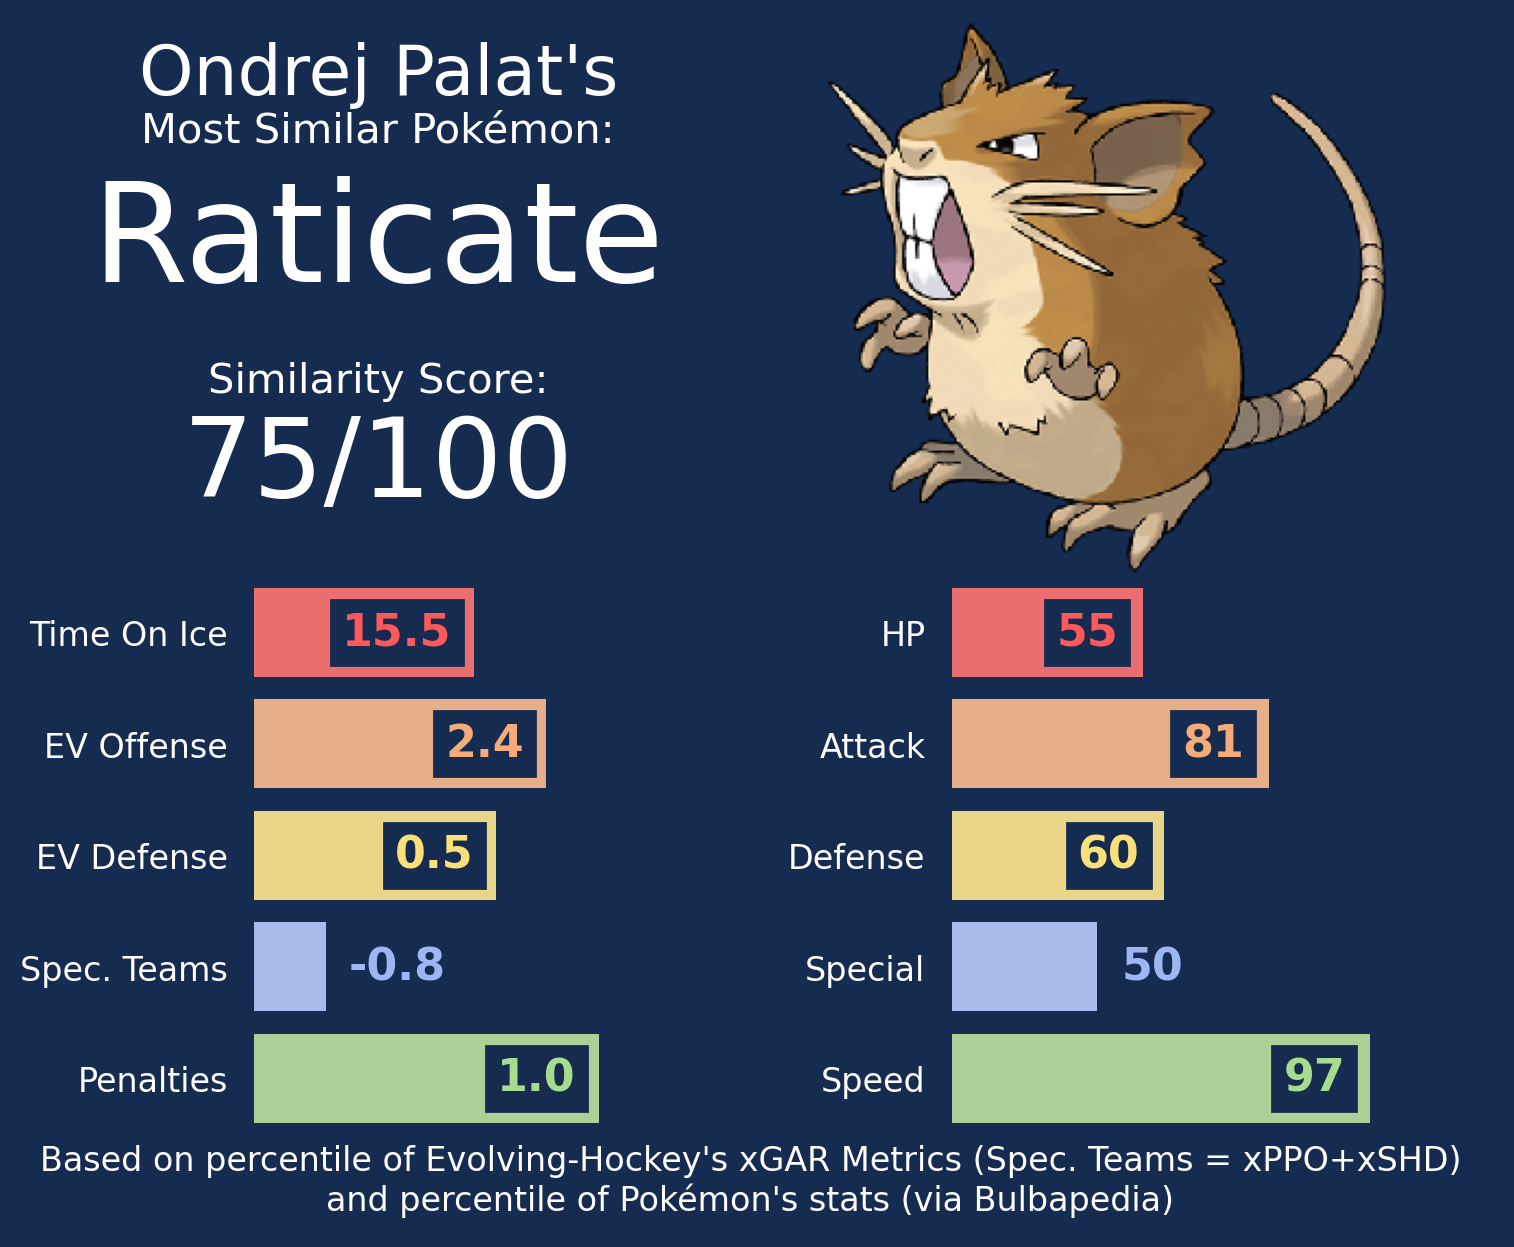 Ondrej Palat's
Most Similar Pokémon:
Raticate
Similarity Score:
75/100
Time On Ice 15.5
EV Offense 2.4
EV Defense 0.5
Spec. Teams -0.8
Penalties 1.0
HP 55
Attack 81
Defense 60
Special 50
Speed 97
Based on percentile of Evolving-Hockey's xGAR Metrics (Spec. Teams = xPPO+xSHD)
and percentile of Pokémon's stats (via Bulbapedia)